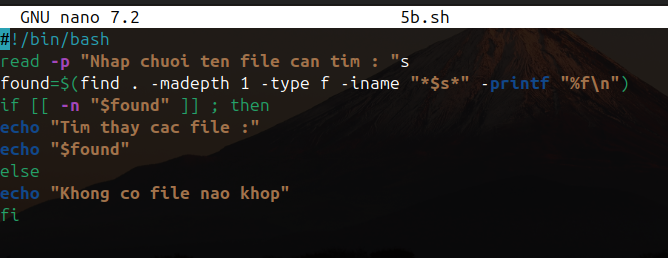 GNU nano 7.2 5b.sh
#!/bin/bash
read -p "Nhap chuoi ten file can tim : "s
found=$(find . -madepth 1 -type f -iname "*$s*" -printf "%f\n")
if [[ -n "$found" ]] ; then
echo "Tim thay cac file :"
echo "$found"
else
echo "Khong co file nao khop"
fi